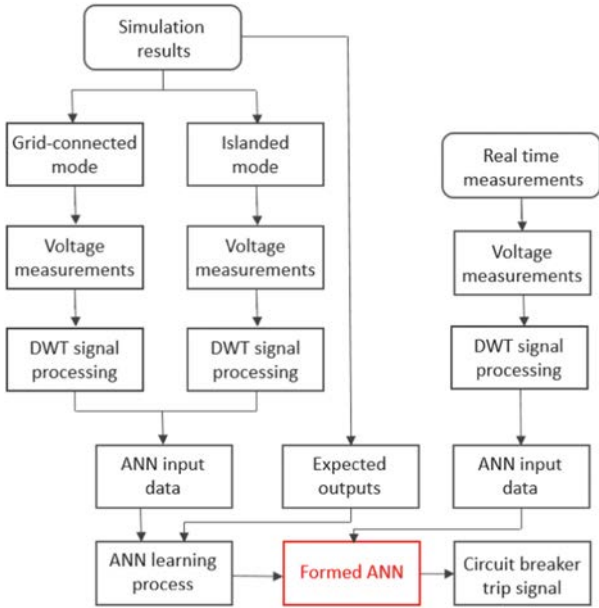 Simulation
results
Grid-connected
mode
Islanded
mode
Real time
measurements
Voltage
measurements
Voltage
measurements
Voltage
measurements
DWT signal
processing
DWT signal
processing
DWT signal
processing
ANN input
data
Expected
outputs
ANN input
data
ANN learning
process
Formed ANN
Circuit breaker
trip signal